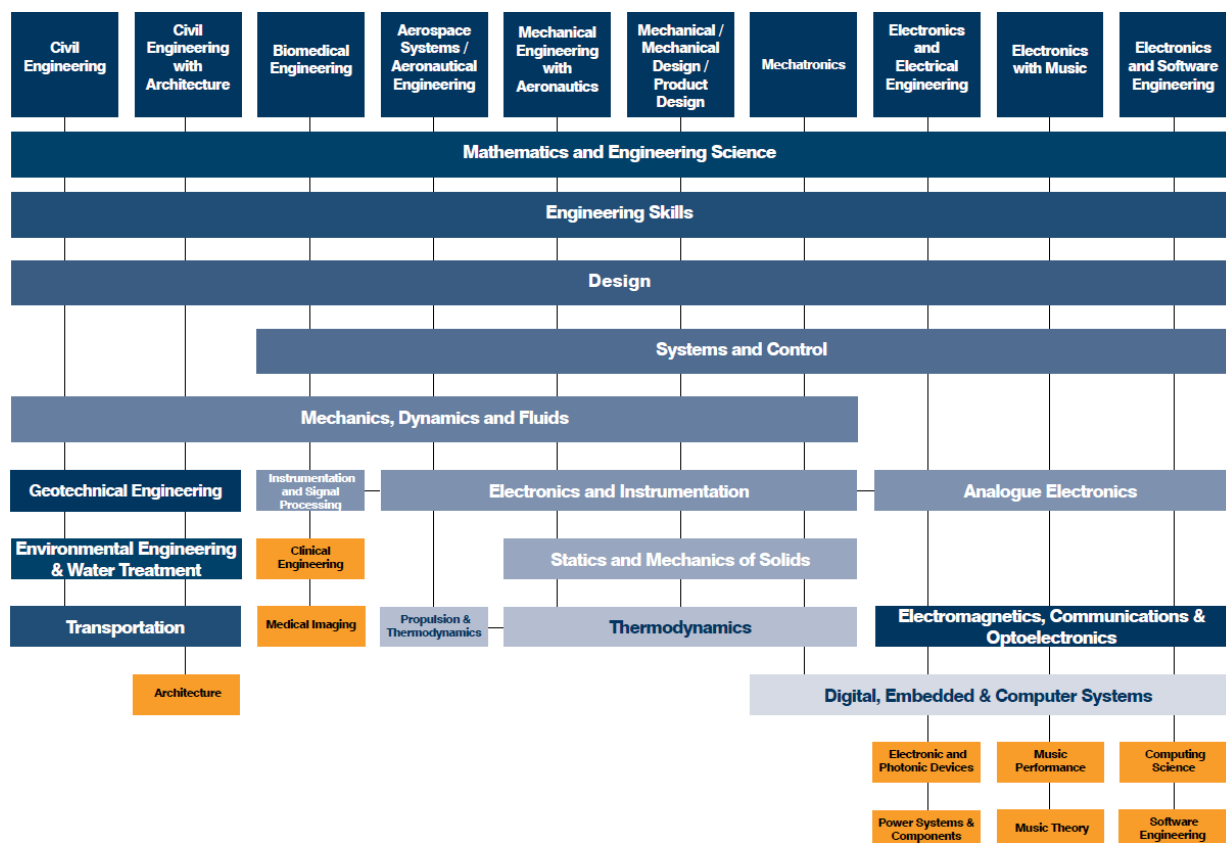 Civil
Engineering
Civil
Engineering
with
Architecture
Biomedical
Engineering
Aerospace
Systems /
Aeronautical
Engineering
Mechanical
Engineering
with
Aeronautics
Mechanical /
Mechanical
Design /
Product
Design
Mechatronics
Electronics
and
Electrical
Engineering
Electronics
with Music
Electronics
and Software
Engineering
Mathematics and Engineering Science
Engineering Skills
Design
Systems and Control
Mechanics, Dynamics and Fluids
Geotechnical Engineering
Instrumentation
and Signal
Processing
Electronics and Instrumentation
Analogue Electronics
Environmental Engineering
& Water Treatment
Clinical
Engineering
Statics and Mechanics of Solids
Transportation
Medical Imaging
Propulsion &
Thermodynamics
Thermodynamics
Electromagnetics, Communications &
Optoelectronics
Architecture
Digital, Embedded & Computer Systems
Electronic and
Photonic Devices
Music
Performance
Computing
Science
Power Systems &
Components
Music Theory
Software
Engineering